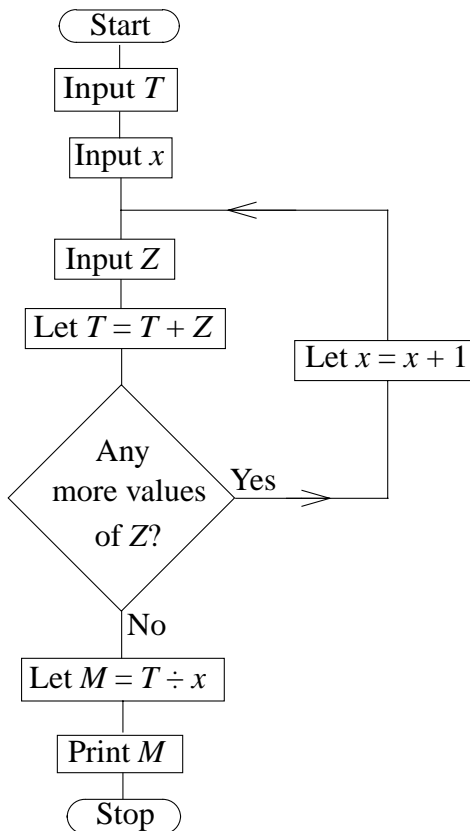 Start
Input T
Input x
Input Z
Let T = T + Z
Let x = x + 1
Any
more values
of Z?
Yes
No
Let M = T ÷ x
Print M
Stop